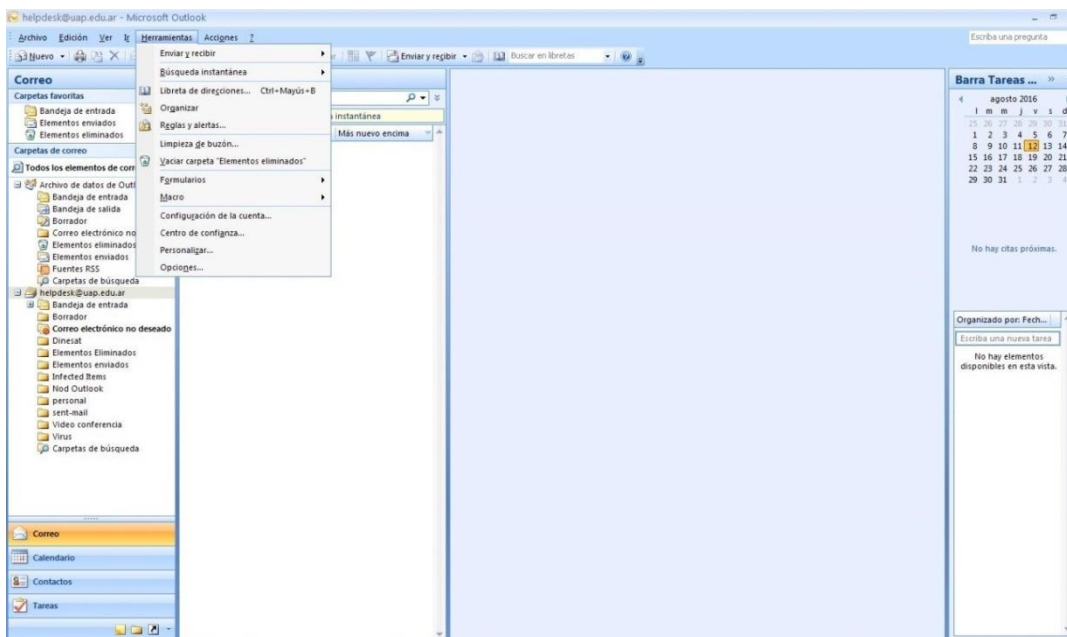 helpdesk@uap.edu.ar - Microsoft Outlook
Archivo Edición Ver Ir Herramientas Acciones ?
Escriba una pregunta
Nuevo
Enviar y recibir
Buscar en libretas
Correo
Carpetas favoritas
Bandeja de entrada
Elementos enviados
Elementos eliminados
Carpetas de correo
Todos los elementos de corr
Archivo de datos de Outl
Bandeja de entrada
Bandeja de salida
Borrador
Correo electrónico no
Elementos eliminados
Elementos enviados
Fuentes RSS
Carpetas de búsqueda
helpdesk@uap.edu.ar
Bandeja de entrada
Borrador
Correo electrónico no deseado
Dinesat
Elementos Eliminados
Elementos enviados
Infected Items
Nod Outlook
personal
sent-mail
Video conferencia
Virus
Carpetas de búsqueda
Correo
Calendario
Contactos
Tareas
Enviar y recibir
Búsqueda instantánea
Libreta de direcciones... Ctrl+Mayús+B
Organizar
Reglas y alertas...
Limpieza de buzón...
Vaciar carpeta "Elementos eliminados"
Formularios
Macro
Configuración de la cuenta...
Centro de confianza...
Personalizar...
Opciones...
instantánea
Más nuevo encima
Barra Tareas ... »
agosto 2016
l m m j v s d
25 26 27 28 29 30 31
1 2 3 4 5 6 7
8 9 10 11 12 13 14
15 16 17 18 19 20 21
22 23 24 25 26 27 28
29 30 31 1 2 3 4
No hay citas próximas.
Organizado por: Fech...
Escriba una nueva tarea
No hay elementos
disponibles en esta vista.